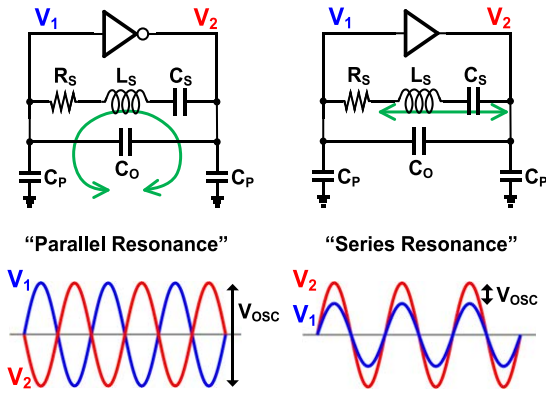 V1 V2
RS LS CS
CO
CP CP
"Parallel Resonance"
V1
V2
VOSC
V1 V2
RS LS CS
CO
CP CP
"Series Resonance"
V2
V1
VOSC